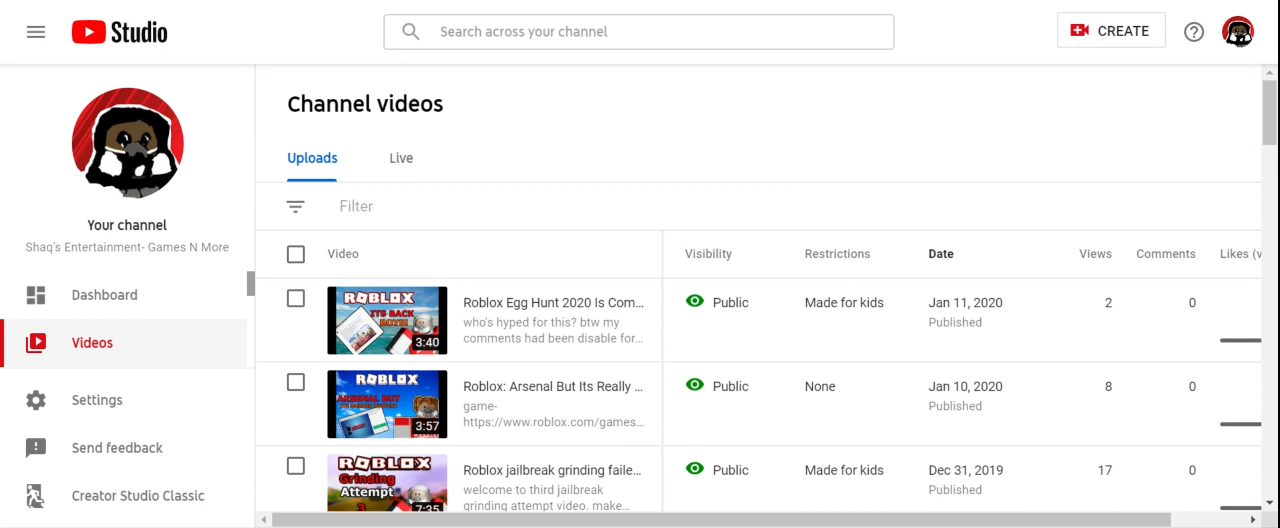 Studio
Search across your channel
CREATE
Your channel
Shaq's Entertainment- Games N More
Dashboard
Videos
Settings
Send feedback
Creator Studio Classic
Channel videos
Uploads Live
Filter
Video Visibility Restrictions Date Views Comments Likes (v
ROBLOX
ITS BACK
BOYS!
3:40
Roblox Egg Hunt 2020 Is Com...
who's hyped for this? btw my
comments had been disable for...
Public Made for kids Jan 11, 2020 2 0
Published
ROBLOX
ARSENAL BUT
3:57
Roblox: Arsenal But Its Really ...
game-
https://www.roblox.com/games...
Public None Jan 10, 2020 8 0
Published
ROBLOX
Grinding
Attempt
3
7:35
Roblox jailbreak grinding faile...
welcome to third jailbreak
grinding attempt video. make...
Public Made for kids Dec 31, 2019 17 0
Published